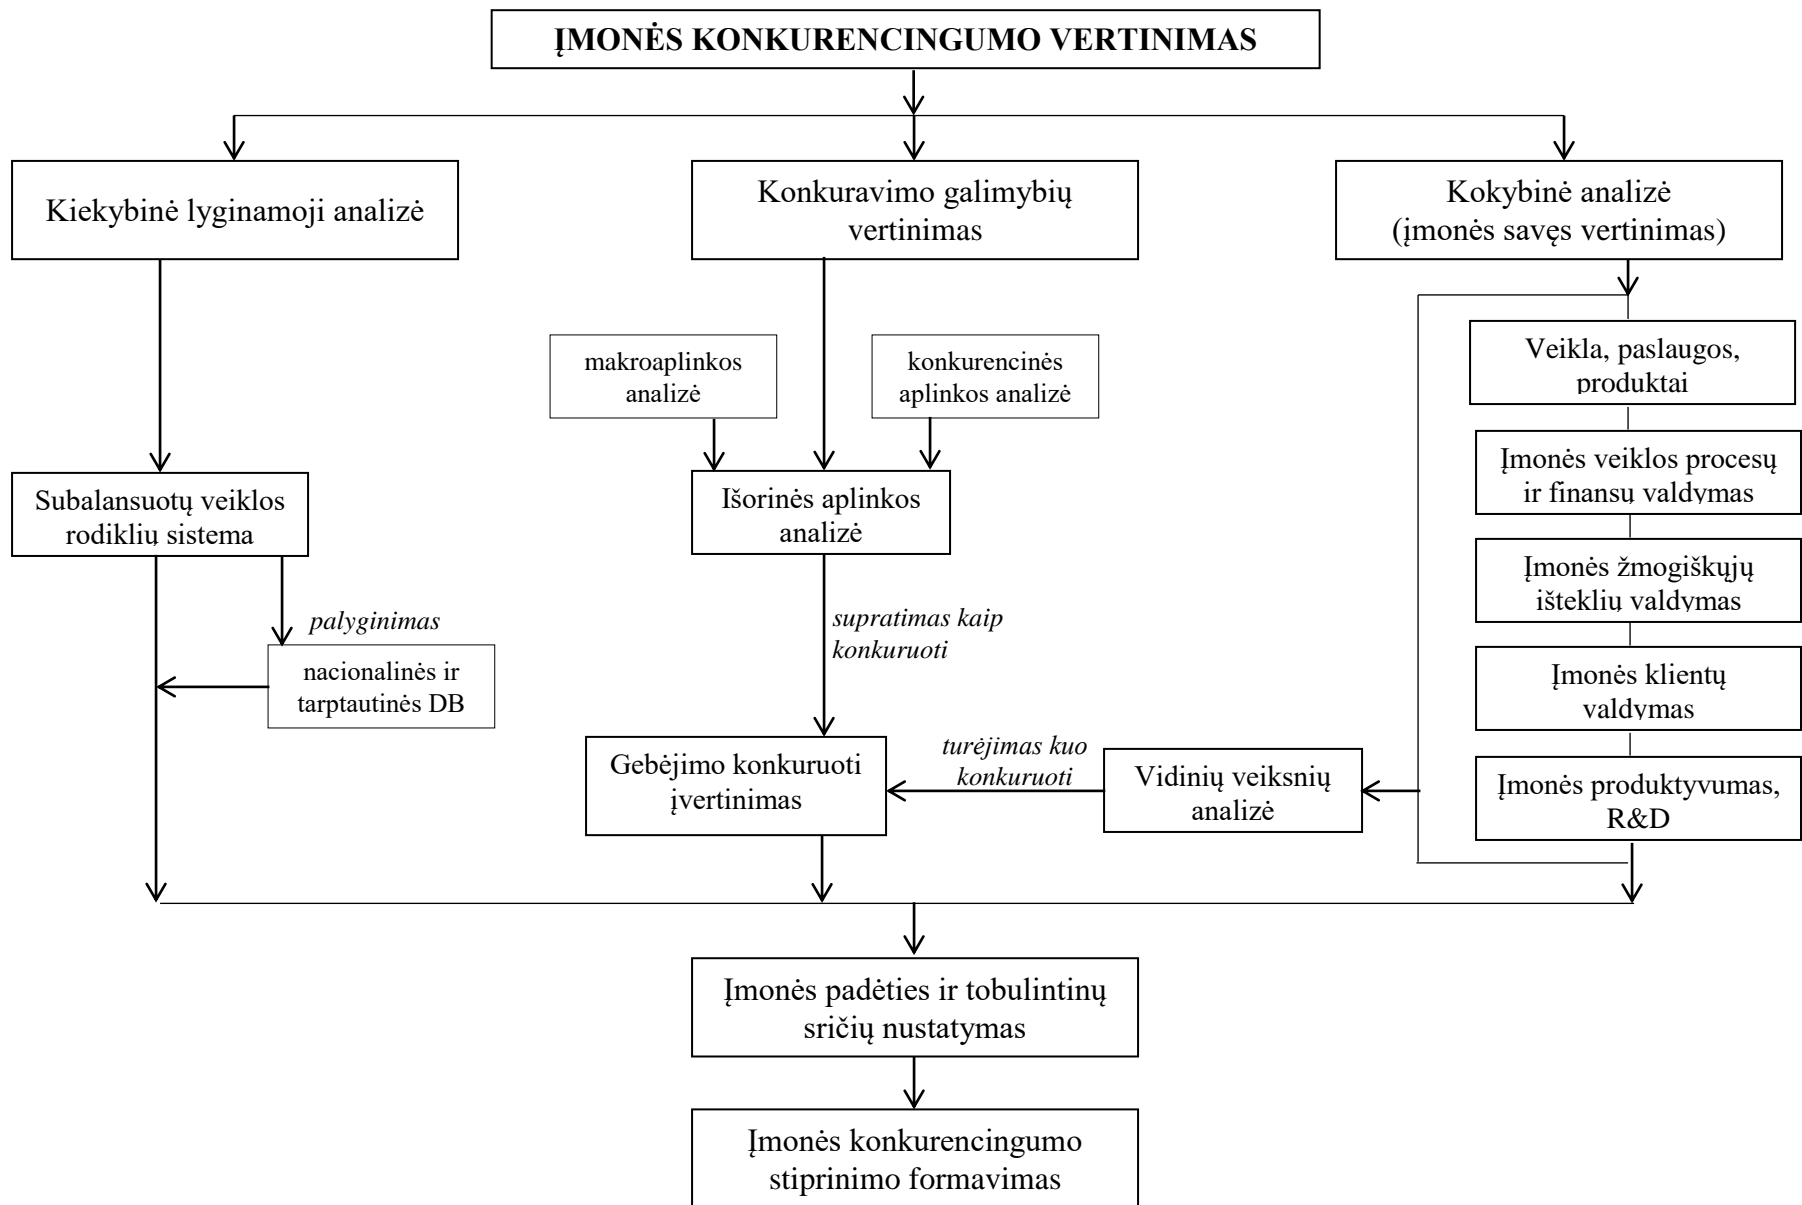 ĮMONĖS KONKURENCINGUMO VERTINIMAS
Kiekybinė lyginamoji analizė
Konkuravimo galimybių
vertinimas
Kokybinė analizė
(įmonės savęs vertinimas)
makroaplinkos
analizė
konkurencinės
aplinkos analizė
Veikla, paslaugos,
produktai
Įmonės veiklos procesų
ir finansų valdymas
Subalansuotų veiklos
rodiklių sistema
Išorinės aplinkos
analizė
Įmonės žmogiškųjų
išteklių valdymas
palyginimas
nacionalinės ir
tarptautinės DB
supratimas kaip
konkuruoti
Įmonės klientų
valdymas
Gebėjimo konkuruoti
įvertinimas
turėjimas kuo
konkuruoti
Vidinių veiksnių
analizė
Įmonės produktyvumas,
R&D
Įmonės padėties ir tobulintinų
sričių nustatymas
Įmonės konkurencingumo
stiprinimo formavimas